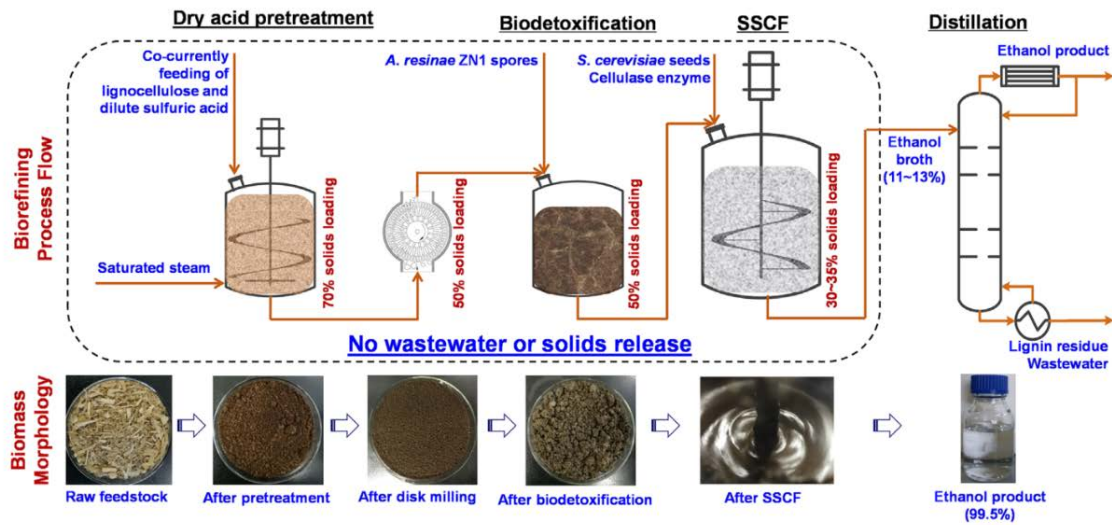 Dry acid pretreatment
Biodetoxification
SSCF
Distillation
Biorefining
Process Flow
Co-currently
feeding of
lignocellulose and
dilute sulfuric acid
A. resinae ZN1 spores
S. cerevisiae seeds
Cellulase enzyme
Ethanol product
Ethanol
broth
(11~13%)
Saturated steam
70% solids loading
50% solids loading
50% solids loading
30~35% solids loading
No wastewater or solids release
Lignin residue
Wastewater
Biomass
Morphology
Raw feedstock
After pretreatment
After disk milling
After biodetoxification
After SSCF
Ethanol product
(99.5%)